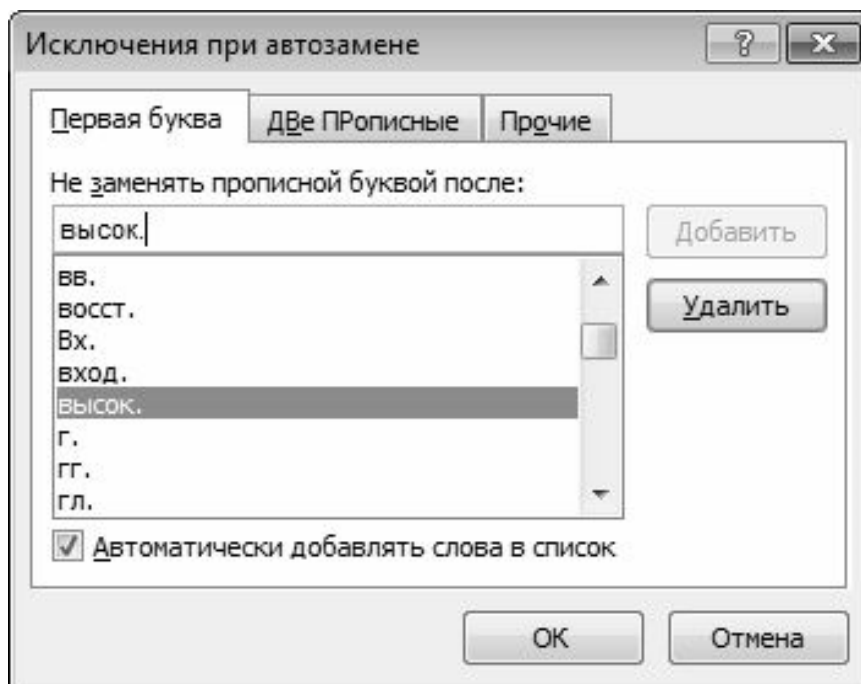 Исключения при автозамене
Первая буква
ДВе ПРописные
Прочие
Не заменять прописной буквой после:
высок.
Добавить
вв.
восст.
Вх.
вход.
высок.
г.
гг.
гл.
Удалить
Автоматически добавлять слова в список
ОК
Отмена